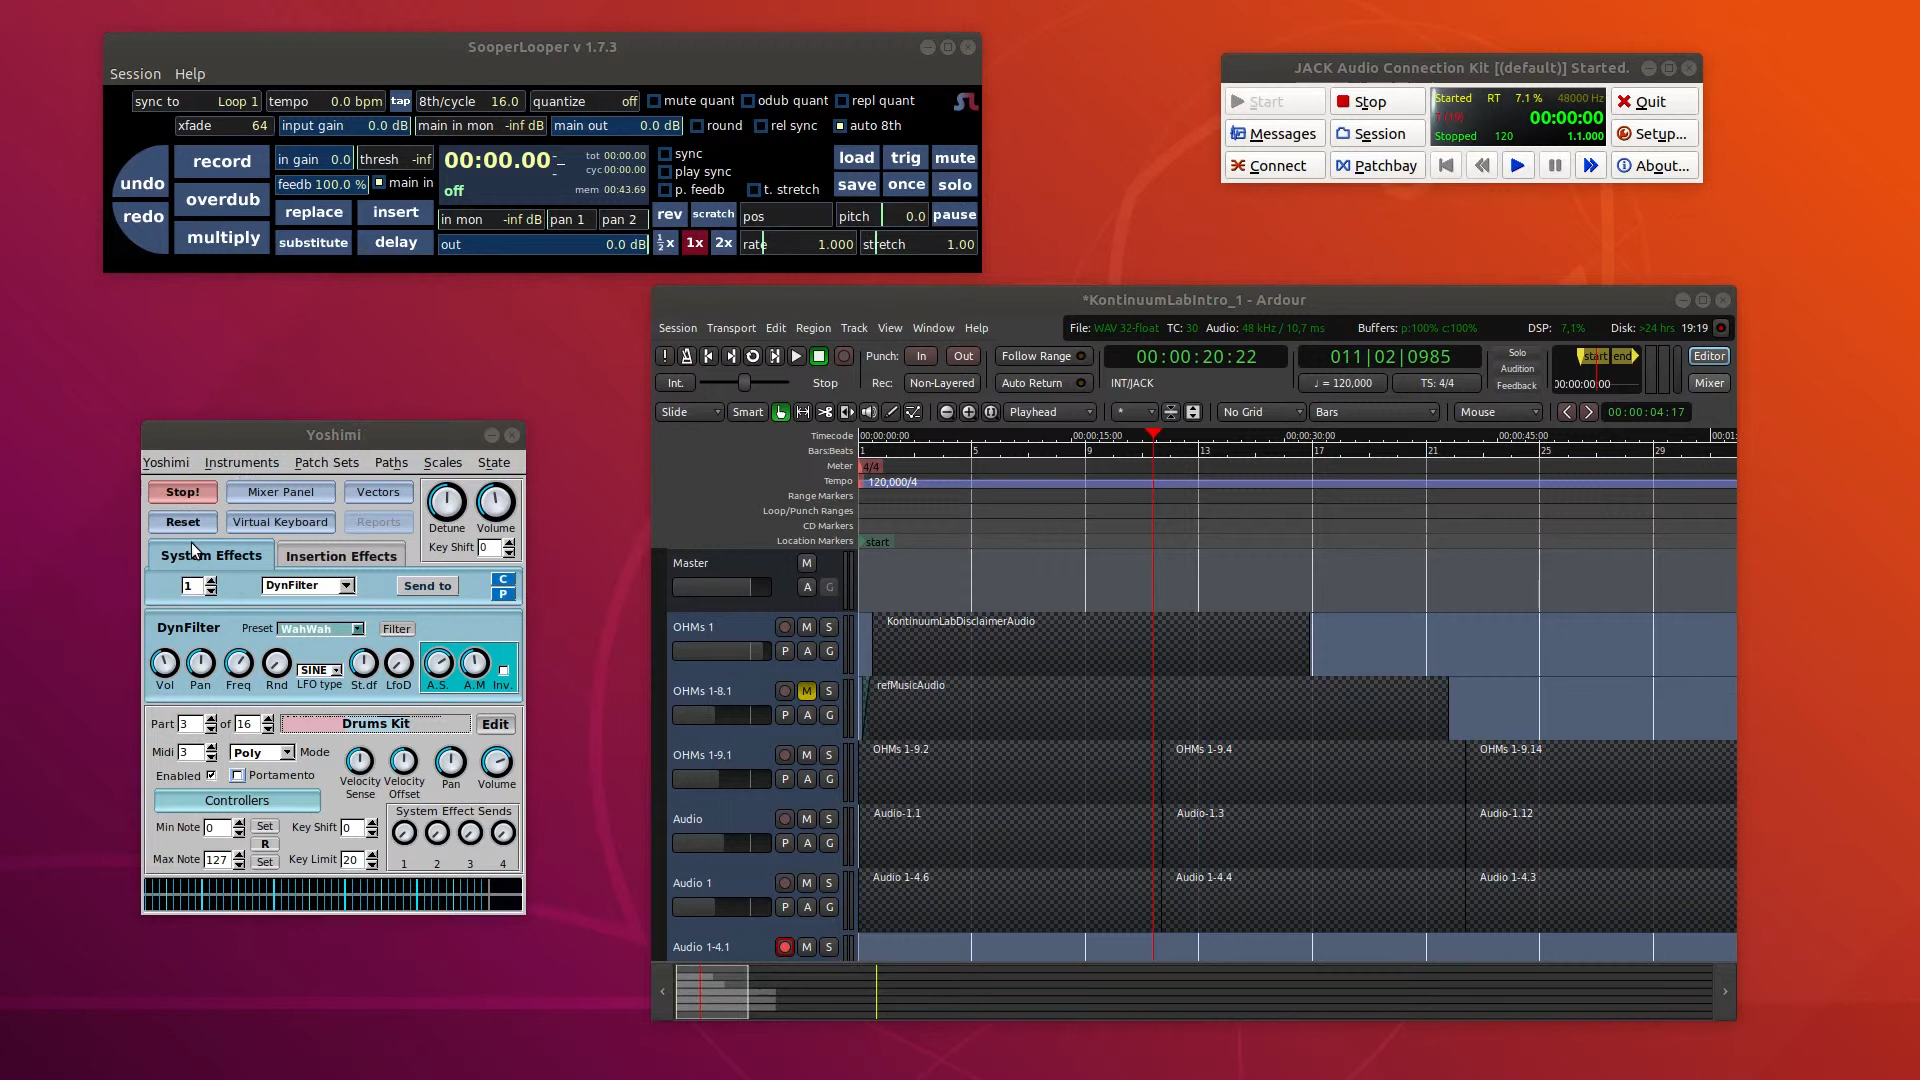 SooperLooper v 1.7.3
Session Help
sync to Loop 1 tempo 0.0 bpm tap 8th/cycle 16.0 quantize off mute quant odub quant repl quant
xfade 64 input gain 0.0 dB main in mon -inf dB main out 0.0 dB round rel sync auto 8th
undo
redo
record
overdub
multiply
in gain 0.0 thresh -inf
feedb 100.0 % main in
replace insert
substitute delay
00:00.00
off
tot 00:00.00
cyc 00:00.00
mem 00:43.69
in mon -inf dB pan 1 pan 2
out 0.0 dB
sync
play sync
p. feedb t. stretch
load trig mute
save once solo
rev scratch pos pitch 0.0 pause
½x 1x 2x rate 1.000 stretch 1.00
JACK Audio Connection Kit [(default)] Started.
Start Stop
Started RT 7.1 % 48000 Hz
00:00:00
Stopped 120 1.1.000
Quit
Messages Session Setup...
Connect Patchbay About...
Yoshimi
Yoshimi Instruments Patch Sets Paths Scales State
Stop! Mixer Panel Vectors
Reset Virtual Keyboard Reports
Detune Volume
Key Shift 0
System Effects Insertion Effects
1 DynFilter Send to C
P
DynFilter Preset WahWah Filter
SINE
Vol Pan Freq Rnd LFO type St.df LfoD A.S. A.M Inv.
Part 3 of 16 Drums Kit Edit
Midi 3 Poly Mode
Enabled Portamento
Velocity Sense
Velocity Offset
Pan Volume
Controllers
System Effect Sends
Min Note 0 Set Key Shift 0
R
Max Note 127 Set Key Limit 20
1 2 3 4
*KontinuumLabIntro_1 - Ardour
Session Transport Edit Region Track View Window Help
File: WAV 32-float TC: 30 Audio: 48 kHz / 10,7 ms Buffers: p:100% c:100% DSP: 7,1% Disk: >24 hrs 19:19
! Punch: In Out Follow Range 00:00:20:22 011|02|0985
Solo
Audition
Feedback
start end
00:00:00:00
Editor
Mixer
Int. Stop Rec: Non-Layered Auto Return INT/JACK ♩ = 120,000 TS: 4/4
Slide Smart Playhead * No Grid Bars Mouse 00:00:04:17
Timecode 00:00:00:00 00:00:15:00 00:00:30:00 00:00:45:00 00:01:
Bars:Beats 1 5 9 13 17 21 25 29
Meter 4/4
Tempo 120,000/4
Range Markers
Loop/Punch Ranges
CD Markers
Location Markers start
Master M
A G
OHMs 1 M S KontinuumLabDisclaimerAudio
P A G
OHMs 1-8.1 M S refMusicAudio
P A G
OHMs 1-9.1 M S OHMs 1-9.2 OHMs 1-9.4 OHMs 1-9.14
P A G
Audio M S Audio-1.1 Audio-1.3 Audio-1.12
P A G
Audio 1 M S Audio 1-4.6 Audio 1-4.4 Audio 1-4.3
P A G
Audio 1-4.1 M S